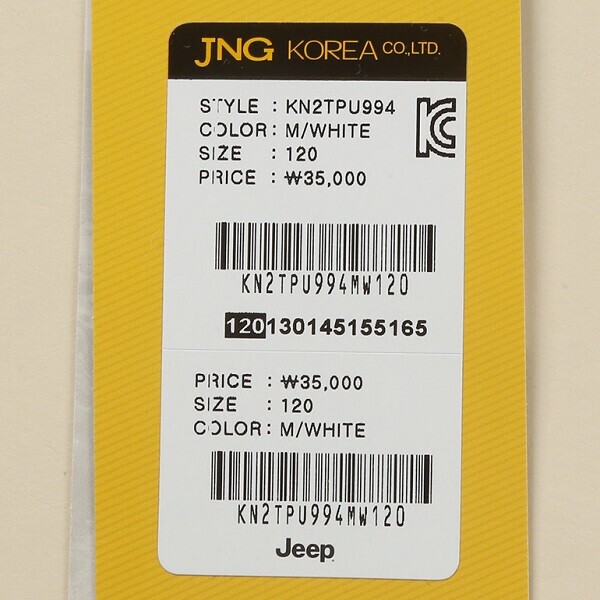 JNG KOREA CO.,LTD.
STYLE : KN2TPU994
COLOR : M/WHITE
SIZE : 120
PRICE : ₩35,000
KN2TPU994MW120
120130145155165
PRICE : ₩35,000
SIZE : 120
COLOR : M/WHITE
KN2TPU994MW120
Jeep